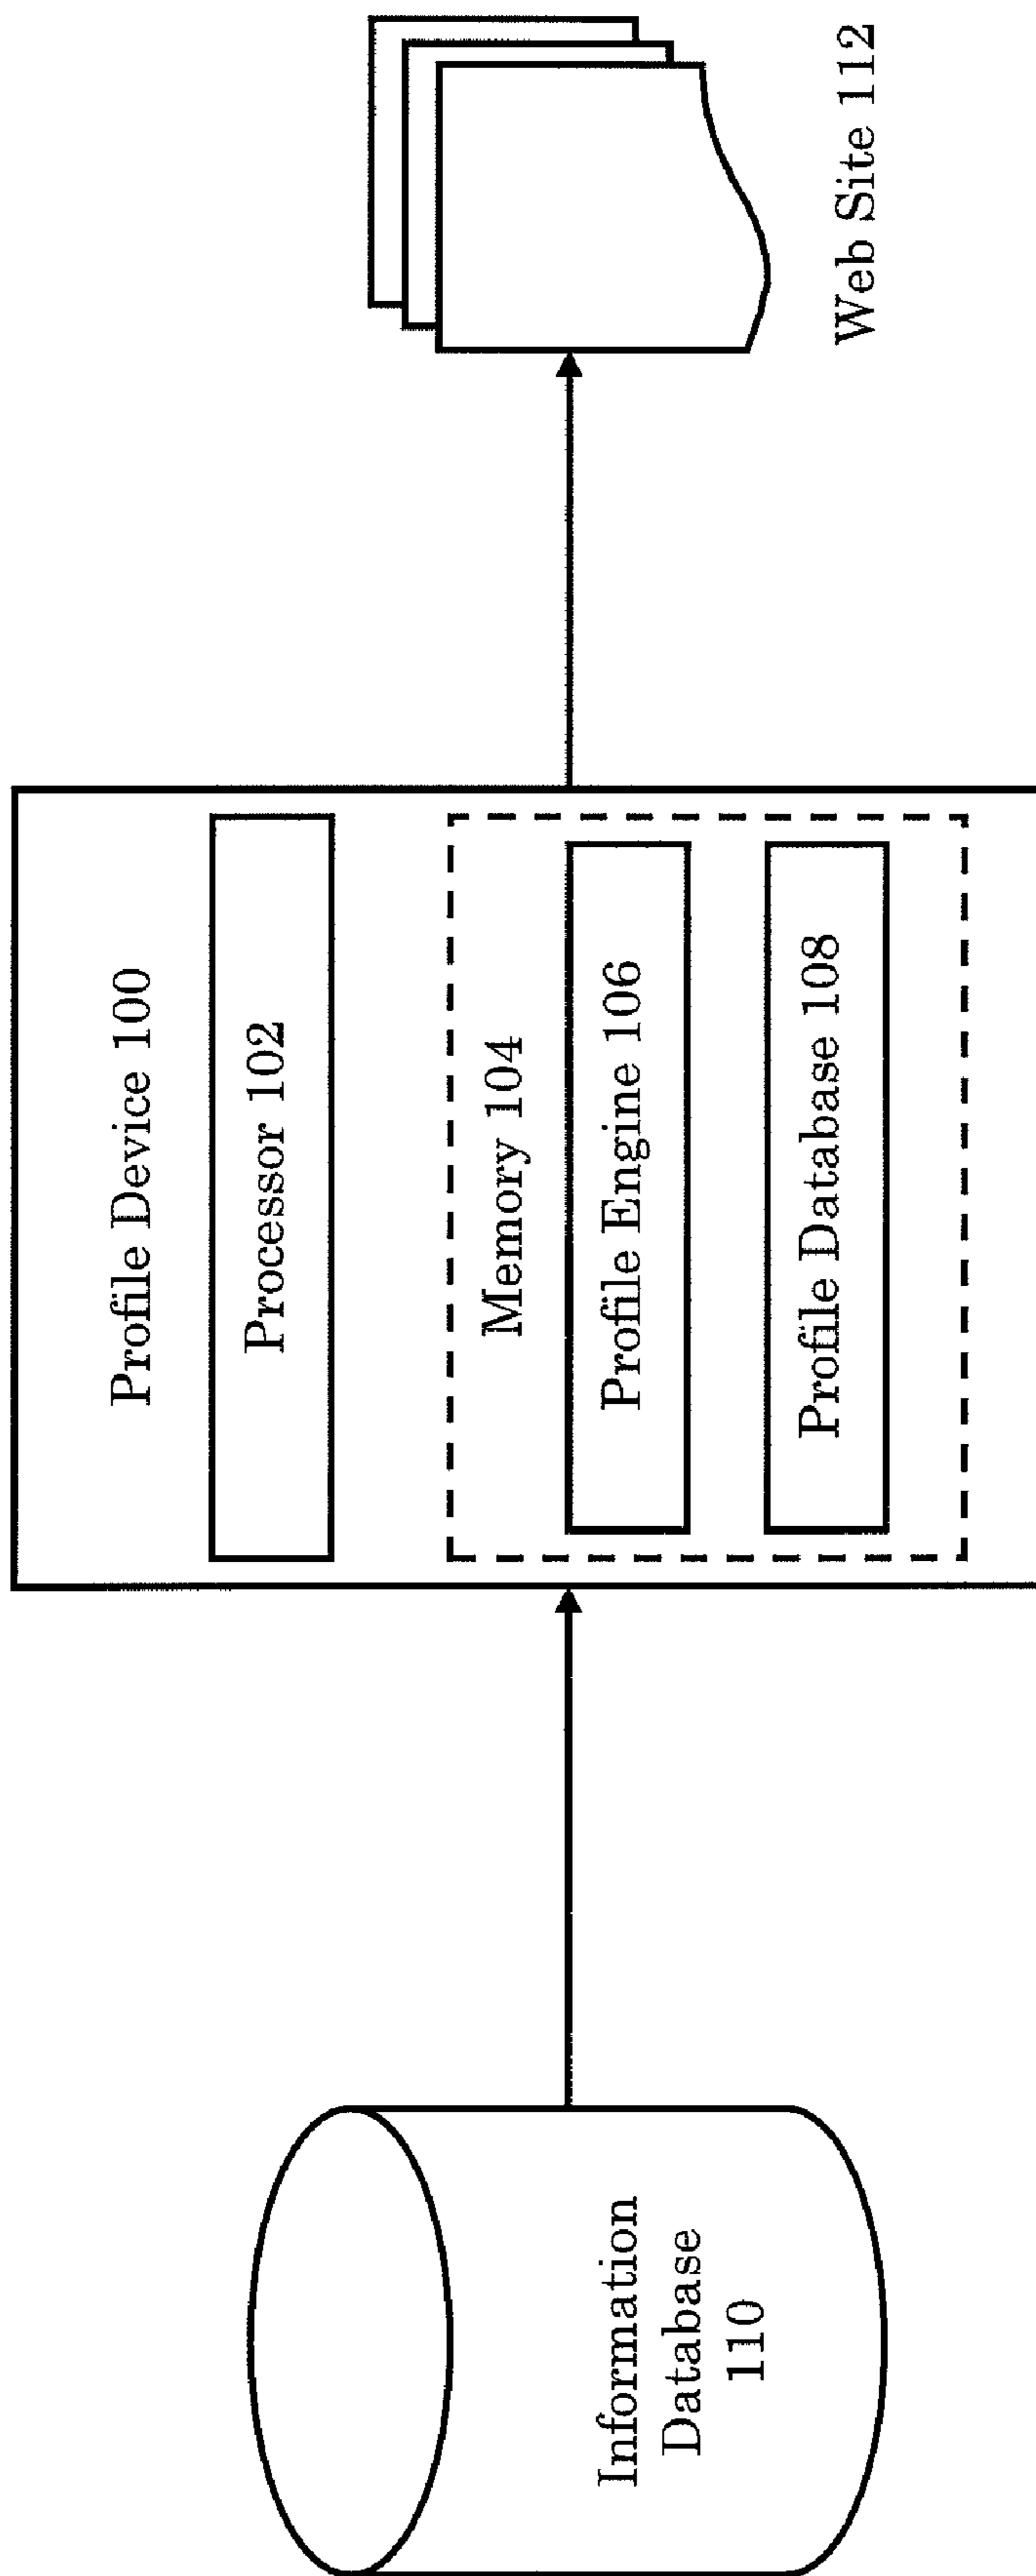 Information
Database
110
Profile Device 100
Processor 102
Memory 104
Profile Engine 106
Profile Database 108
Web Site 112